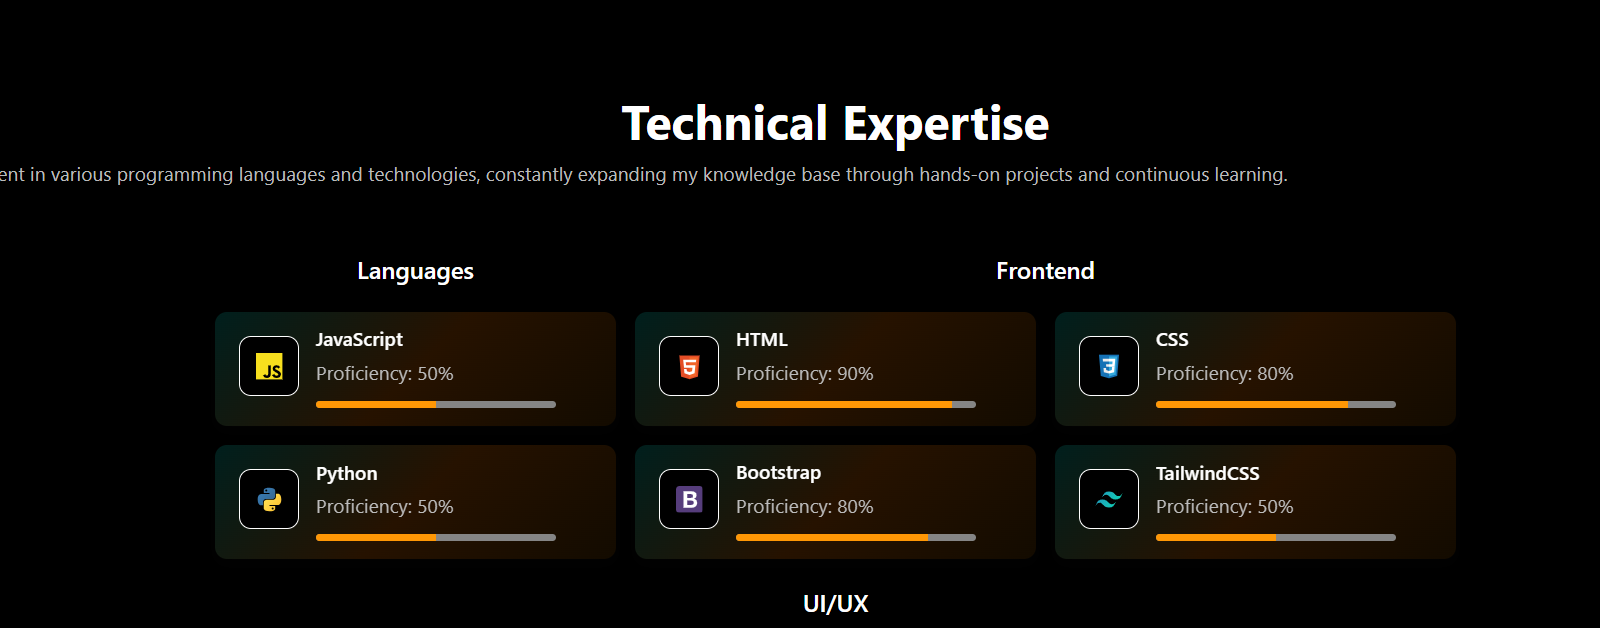 Technical Expertise
in various programming languages and technologies, constantly expanding my knowledge base through hands-on projects and continuous learning.
Languages
Frontend
JS
JavaScript
Proficiency: 50%
5
HTML
Proficiency: 90%
3
CSS
Proficiency: 80%
Python
Proficiency: 50%
B
Bootstrap
Proficiency: 80%
TailwindCSS
Proficiency: 50%
UI/UX